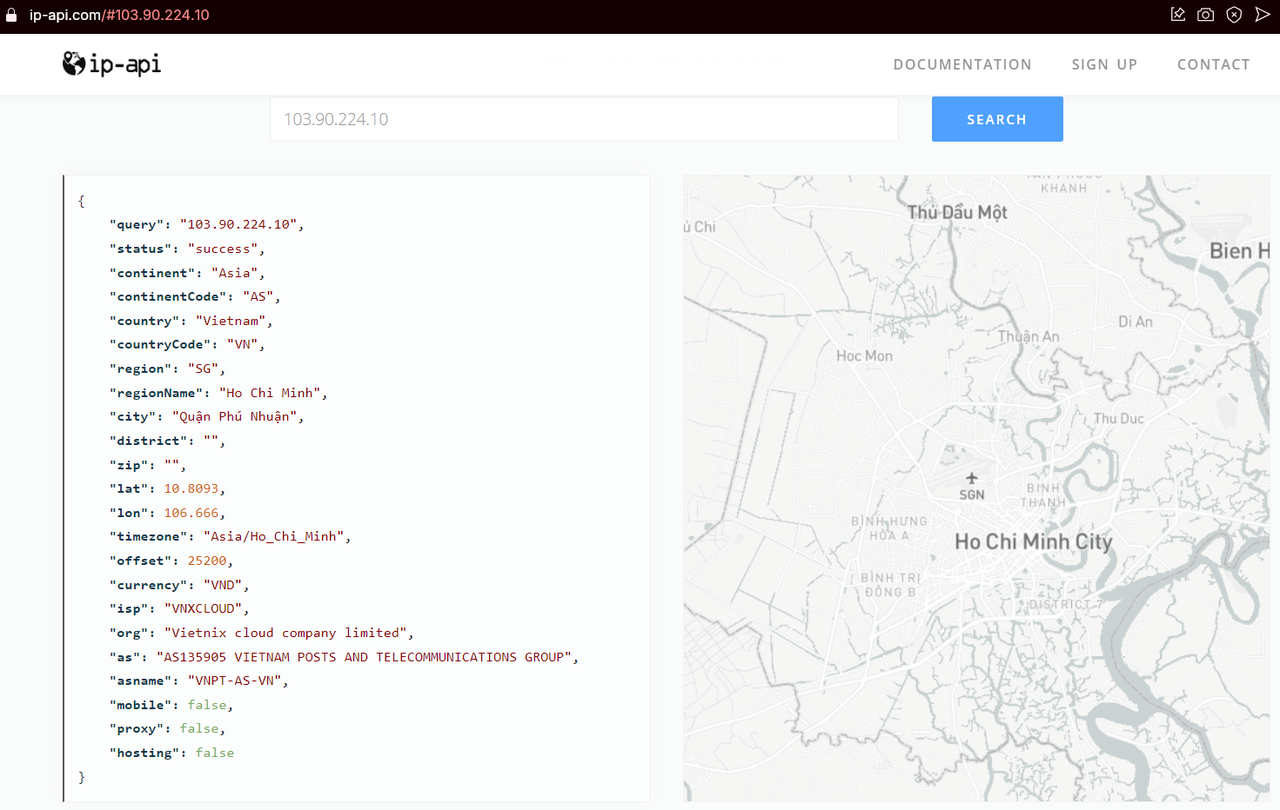 ip-api.com/#103.90.224.10
ip-api
DOCUMENTATION
SIGN UP
CONTACT
103.90.224.10
SEARCH
{
"query": "103.90.224.10",
"status": "success",
"continent": "Asia",
"continentCode": "AS",
"country": "Vietnam",
"countryCode": "VN",
"region": "SG",
"regionName": "Ho Chi Minh",
"city": "Quận Phú Nhuận",
"district": "",
"zip": "",
"lat": 10.8093,
"lon": 106.666,
"timezone": "Asia/Ho_Chi_Minh",
"offset": 25200,
"currency": "VND",
"isp": "VNXCLOUD",
"org": "Vietnix cloud company limited",
"as": "AS135905 VIETNAM POSTS AND TELECOMMUNICATIONS GROUP",
"asname": "VNPT-AS-VN",
"mobile": false,
"proxy": false,
"hosting": false
}
KHANH
Thủ Dầu Một
Chi
Bien H
Di An
Thuận An
Hoc Mon
Thu Duc
SGN
BINH
THANH
BÌNH HƯNG
HÒA A
Ho Chi Minh City
BÌNH TRỊ
ĐÔNG B
DISTRICT 7